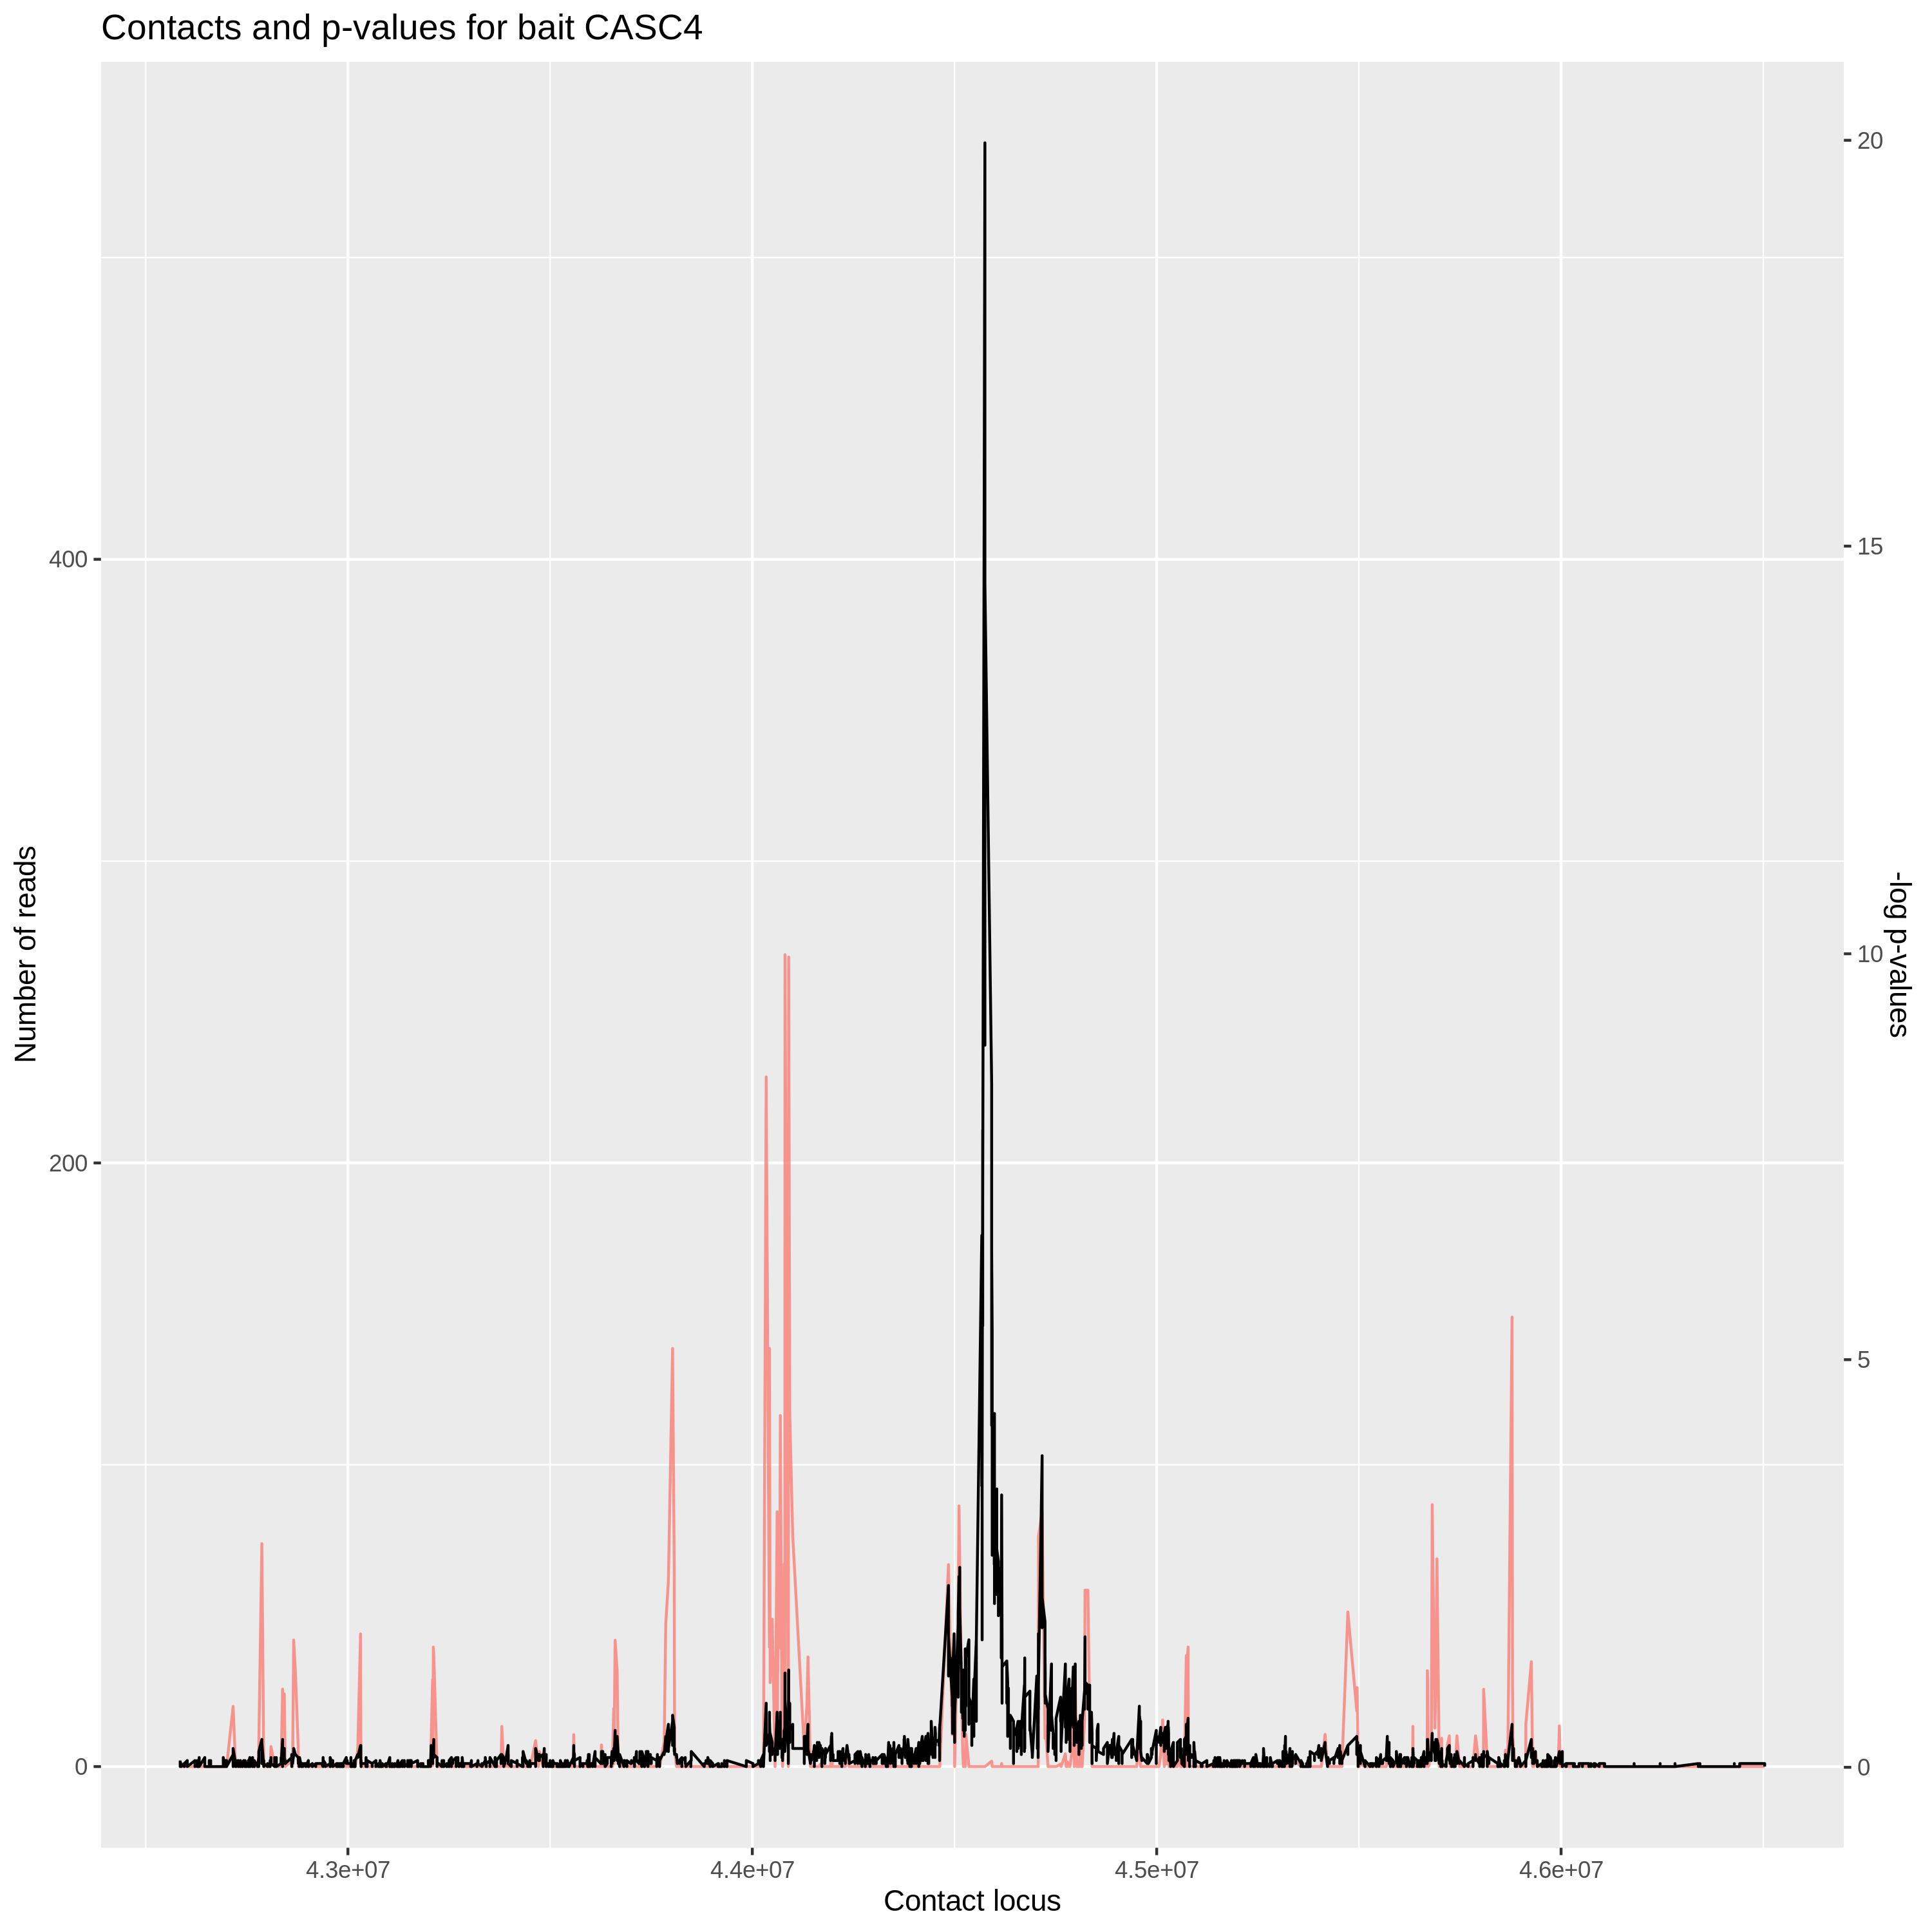 Contacts and p-values for bait CASC4
Number of reads
400
200
0
20
15
10
5
0
-log p-values
4.3e+07
4.4e+07
4.5e+07
4.6e+07
Contact locus